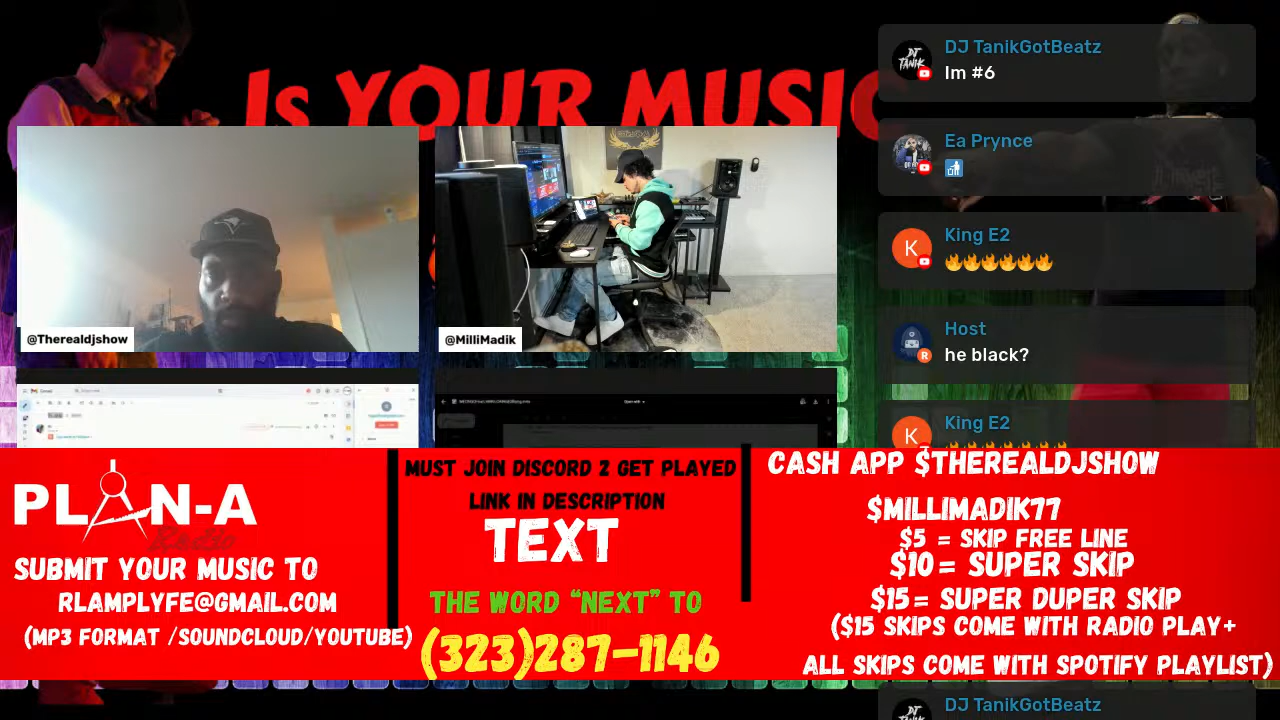 Is YOUR MUSIC
@Therealdjshow
@MilliMadik
DJ TanikGotBeatz
Im #6
Ea Prynce
King E2
Host
he black?
King E2
DJ TanikGotBeatz
PLAN-A
Radio
SUBMIT YOUR MUSIC TO
RLAMPLYFE@GMAIL.COM
(MP3 FORMAT /SOUNDCLOUD/YOUTUBE)
MUST JOIN DISCORD 2 GET PLAYED
LINK IN DESCRIPTION
TEXT
THE WORD “NEXT” TO
(323)287-1146
CASH APP $THEREALDJSHOW
$MILLIMADIK77
$5 = SKIP FREE LINE
$10 = SUPER SKIP
$15 = SUPER DUPER SKIP
($15 SKIPS COME WITH RADIO PLAY+
ALL SKIPS COME WITH SPOTIFY PLAYLIST)